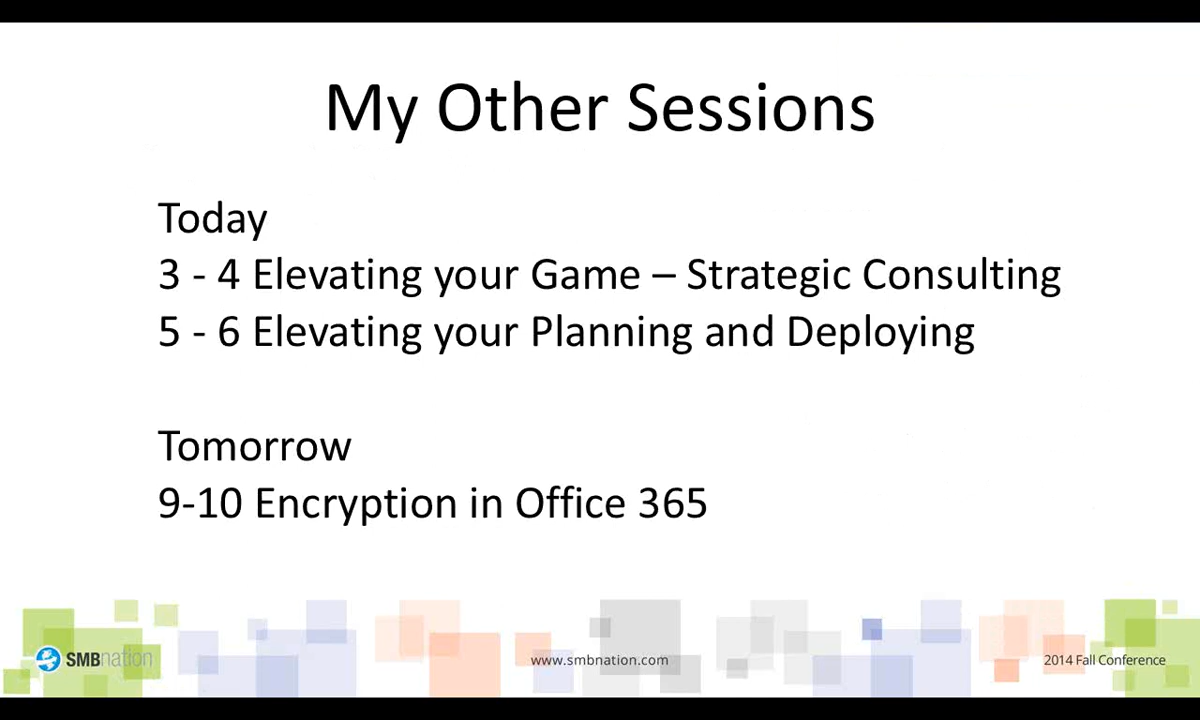 My Other Sessions
Today
3 - 4 Elevating your Game – Strategic Consulting
5 - 6 Elevating your Planning and Deploying
Tomorrow
9-10 Encryption in Office 365
SMBnation
www.smbnation.com
2014 Fall Conference